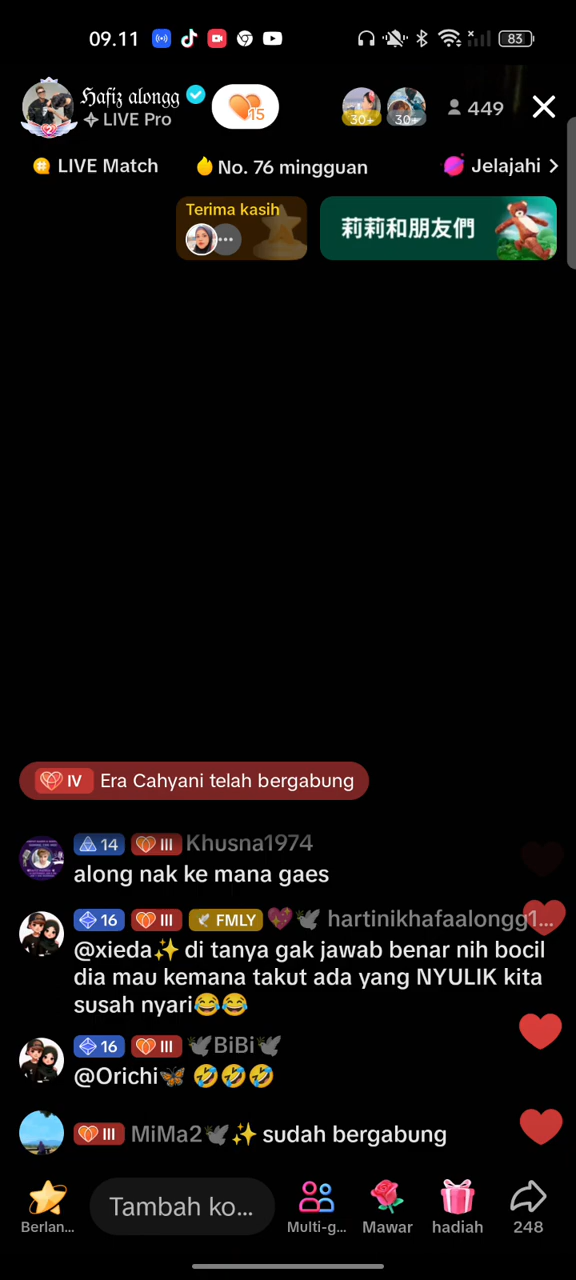 09.11
83
Hafiz alongg
LIVE Pro
15
30+
30+
449
LIVE Match
No. 76 mingguan
Jelajahi
Terima kasih
莉莉和朋友們
IV Era Cahyani telah bergabung
14 III Khusna1974
along nak ke mana gaes
16 III FMLY 💖🕊 hartinikhafaalongg1...
@xieda✨ di tanya gak jawab benar nih bocil
dia mau kemana takut ada yang NYULIK kita
susah nyari😂😂
16 III 🕊BiBi🕊
@Orichi🦋 🤣🤣🤣
III MiMa2🕊✨ sudah bergabung
Berlan...
Tambah ko...
Multi-g...
Mawar
hadiah
248